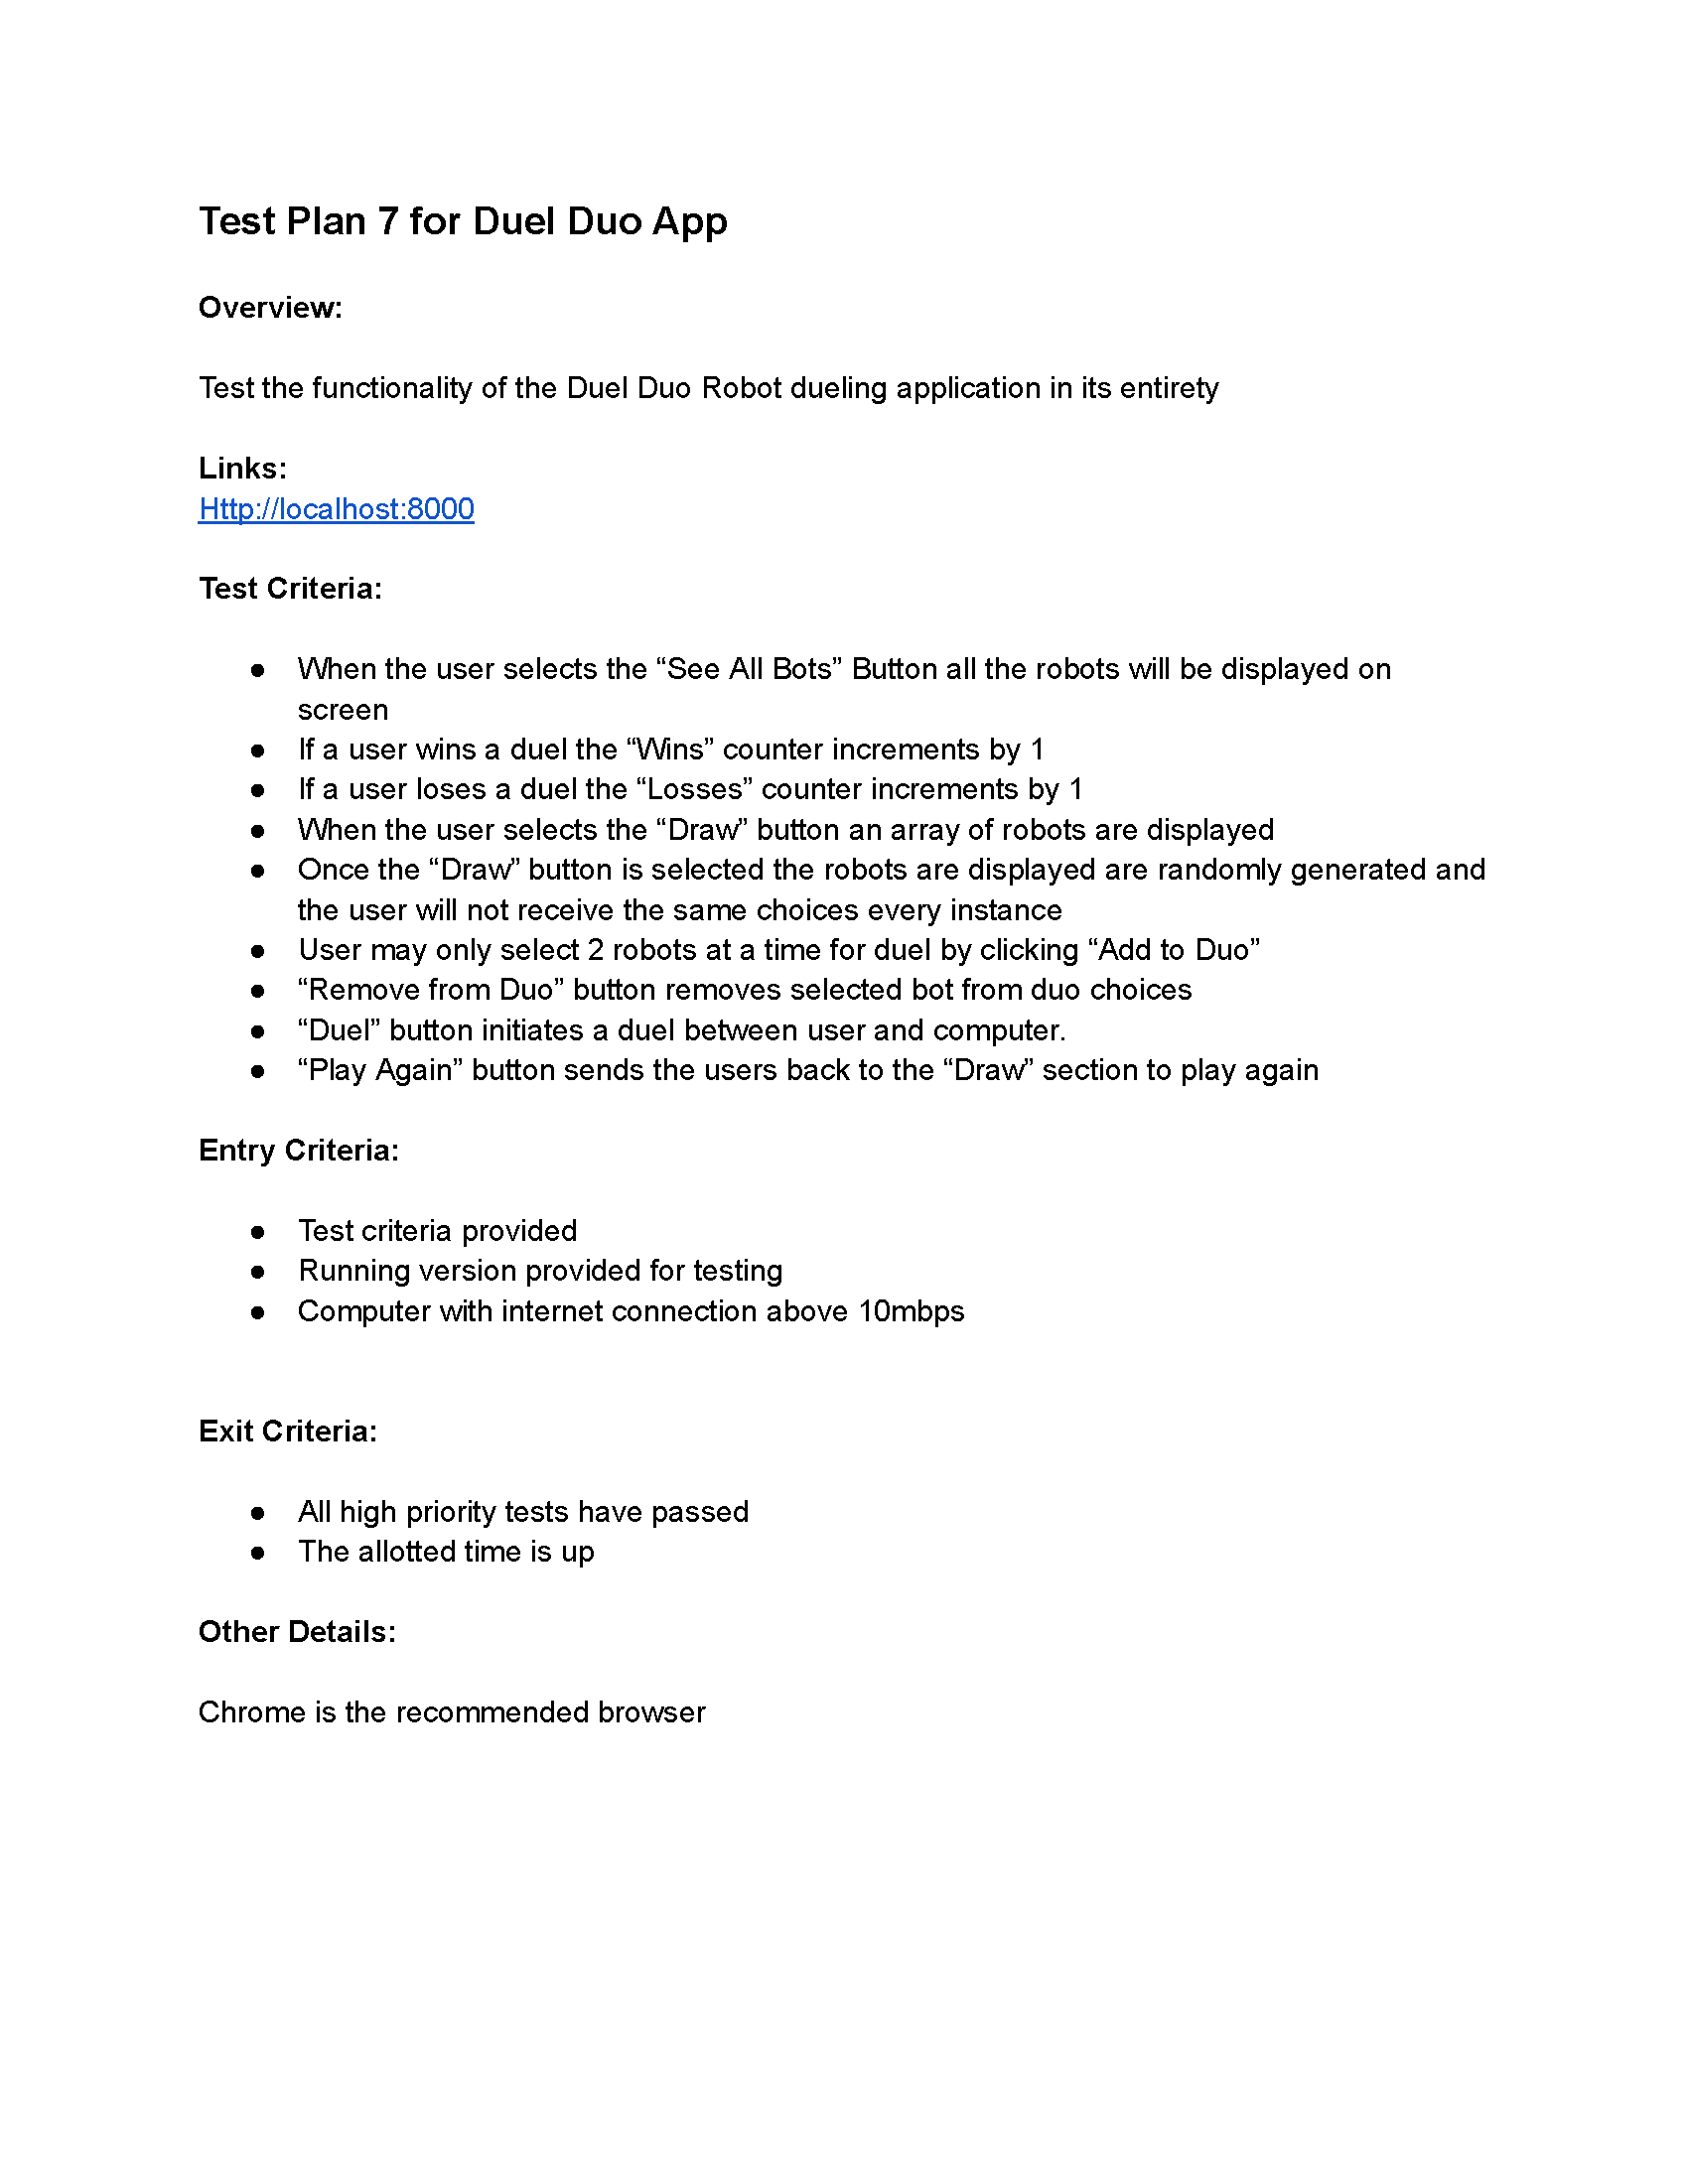 Test Plan 7 for Duel Duo App
Overview:
Test the functionality of the Duel Duo Robot dueling application in its entirety
Links:
Http://localhost:8000
Test Criteria:
● When the user selects the “See All Bots” Button all the robots will be displayed on
screen
● If a user wins a duel the “Wins” counter increments by 1
● If a user loses a duel the “Losses” counter increments by 1
● When the user selects the “Draw” button an array of robots are displayed
● Once the “Draw” button is selected the robots are displayed are randomly generated and
the user will not receive the same choices every instance
● User may only select 2 robots at a time for duel by clicking “Add to Duo”
● “Remove from Duo” button removes selected bot from duo choices
● “Duel” button initiates a duel between user and computer.
● “Play Again” button sends the users back to the “Draw” section to play again
Entry Criteria:
● Test criteria provided
● Running version provided for testing
● Computer with internet connection above 10mbps
Exit Criteria:
● All high priority tests have passed
● The allotted time is up
Other Details:
Chrome is the recommended browser